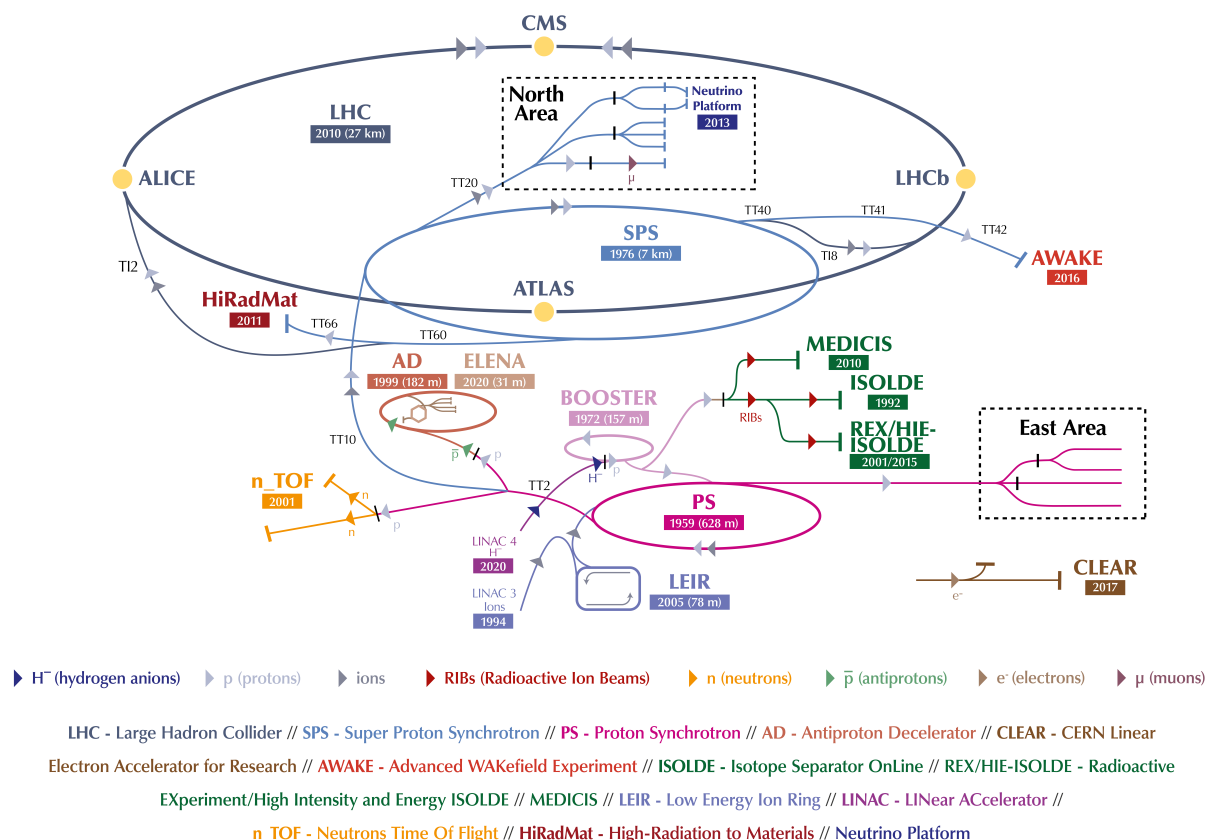 CMS
North
Area
Neutrino
Platform
2013
LHC
2010 (27 km)
μ
ALICE
TT20
LHCb
TT40
TT41
TT42
SPS
1976 (7 km)
TI8
AWAKE
2016
TI2
ATLAS
HiRadMat
2011
TT66
TT60
MEDICIS
2010
AD
1999 (182 m)
ELENA
2020 (31 m)
BOOSTER
1972 (157 m)
ISOLDE
1992
RIBs
REX/HIE-
ISOLDE
2001/2015
East Area
TT10
p̅
p
H⁻
p
n_TOF
2001
n
n
p
TT2
PS
1959 (628 m)
LINAC 4
H⁻
2020
LEIR
2005 (78 m)
LINAC 3
Ions
1994
e⁻
CLEAR
2017
H⁻ (hydrogen anions)
p (protons)
ions
RIBs (Radioactive Ion Beams)
n (neutrons)
p̅ (antiprotons)
e⁻ (electrons)
μ (muons)
LHC - Large Hadron Collider // SPS - Super Proton Synchrotron // PS - Proton Synchrotron // AD - Antiproton Decelerator // CLEAR - CERN Linear
Electron Accelerator for Research // AWAKE - Advanced WAKefield Experiment // ISOLDE - Isotope Separator OnLine // REX/HIE-ISOLDE - Radioactive
EXperiment/High Intensity and Energy ISOLDE // MEDICIS // LEIR - Low Energy Ion Ring // LINAC - LINear ACcelerator //
n_TOF - Neutrons Time Of Flight // HiRadMat - High-Radiation to Materials // Neutrino Platform